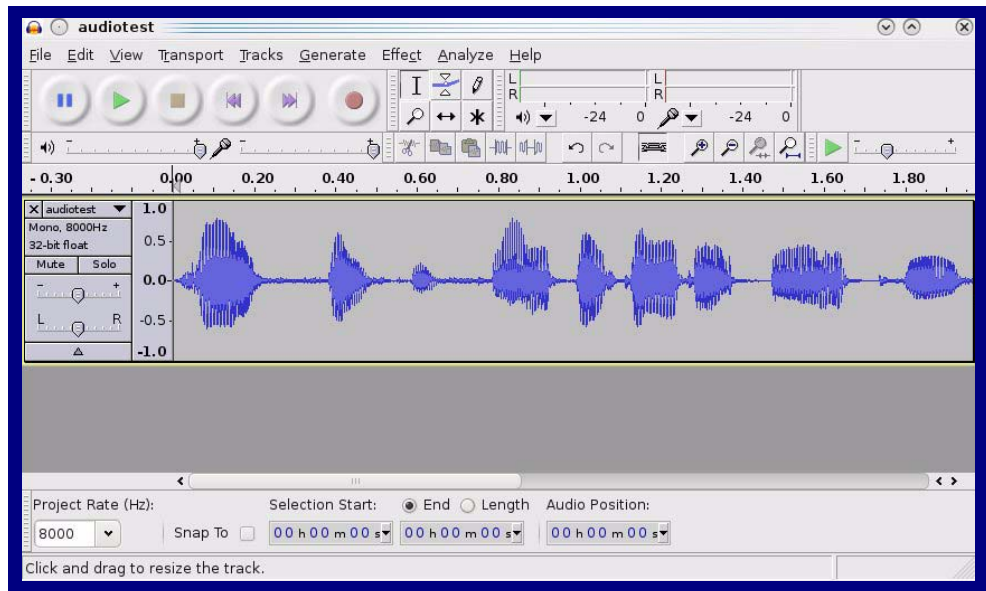 audiotest
File Edit View Transport Tracks Generate Effect Analyze Help
L L
R R
-24 0 -24 0
- 0.30 0.00 0.20 0.40 0.60 0.80 1.00 1.20 1.40 1.60 1.80
X audiotest 1.0
Mono, 8000Hz
32-bit float 0.5
Mute Solo
- + 0.0
L R -0.5
-1.0
Project Rate (Hz): Selection Start: End Length Audio Position:
8000 Snap To 00 h 00 m 00 s 00 h 00 m 00 s 00 h 00 m 00 s
Click and drag to resize the track.